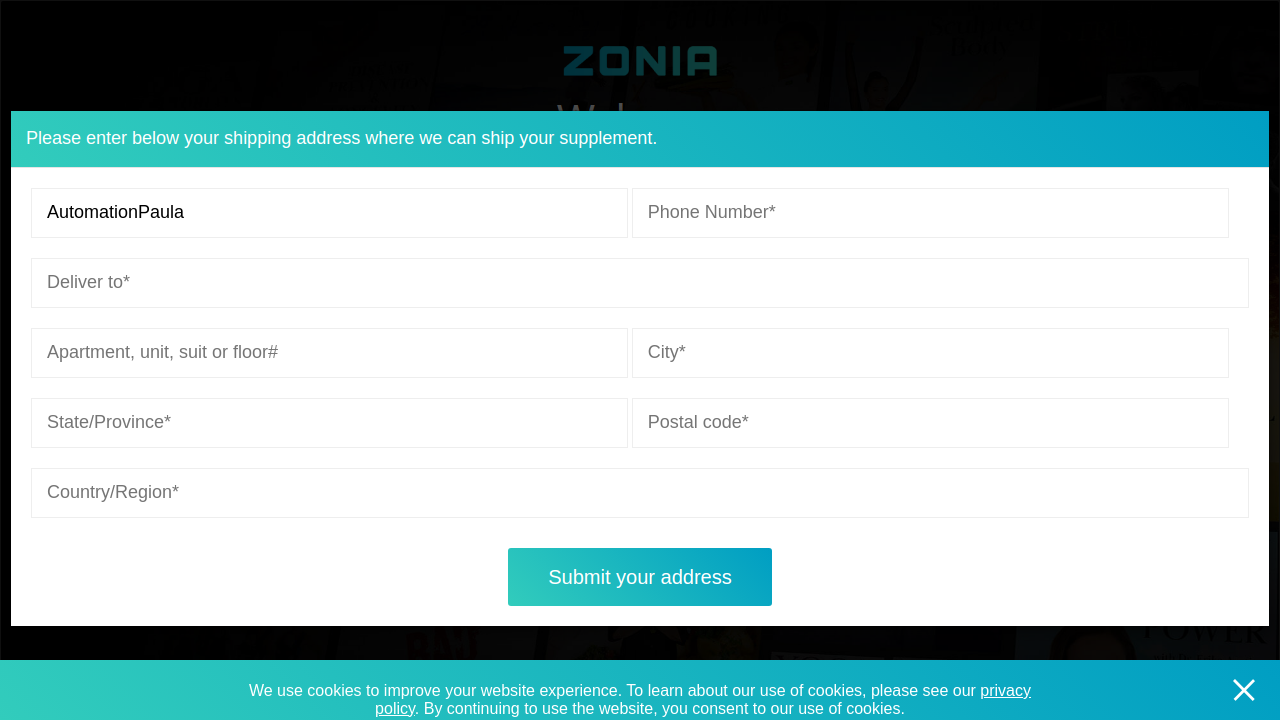 ZONIA
Please enter below your shipping address where we can ship your supplement.
AutomationPaula
Phone Number*
Deliver to*
Apartment, unit, suit or floor#
City*
State/Province*
Postal code*
Country/Region*
Submit your address
POWER
We use cookies to improve your website experience. To learn about our use of cookies, please see our privacy
policy. By continuing to use the website, you consent to our use of cookies.